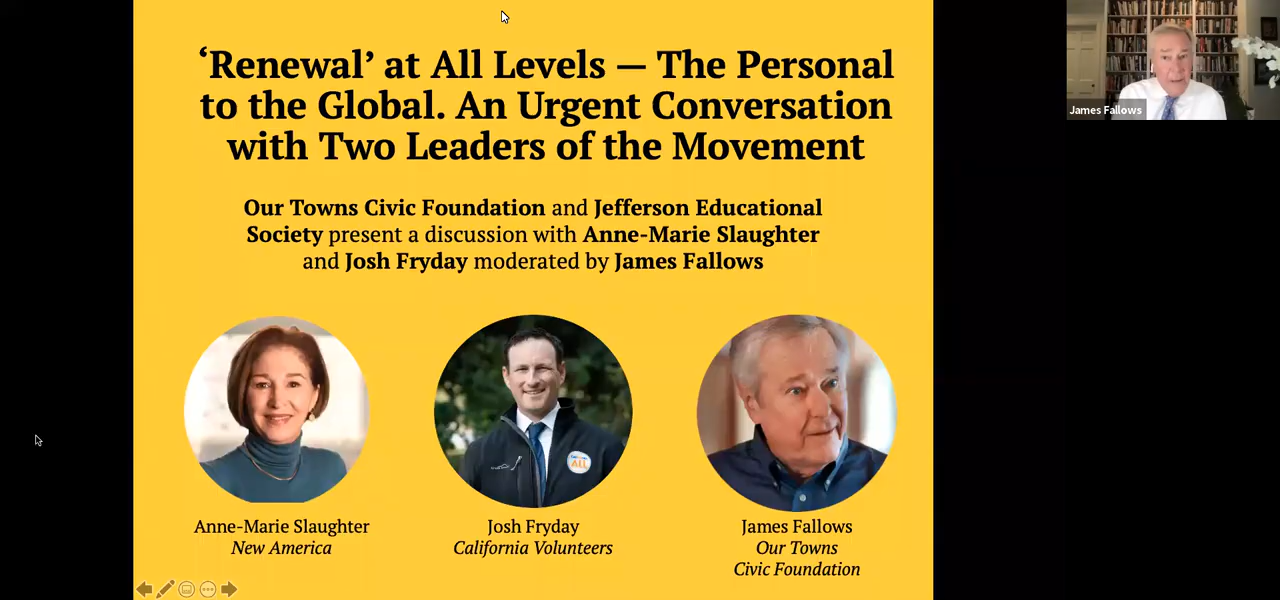 ‘Renewal’ at All Levels — The Personal
to the Global. An Urgent Conversation
with Two Leaders of the Movement
Our Towns Civic Foundation and Jefferson Educational
Society present a discussion with Anne-Marie Slaughter
and Josh Fryday moderated by James Fallows
ALL
Anne-Marie Slaughter
New America
Josh Fryday
California Volunteers
James Fallows
Our Towns
Civic Foundation
James Fallows